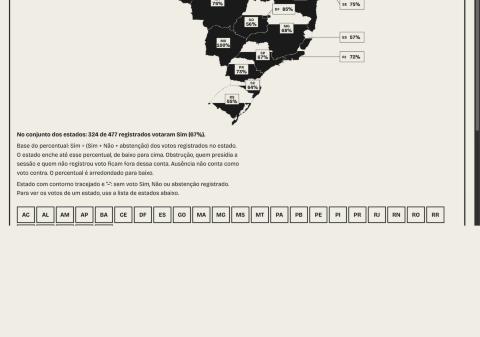 75%
SE 75%
DF 85%
GO
56%
MG
68%
MS
100%
ES 57%
SP
67%
RJ 72%
PR
73%
SC
64%
RS
55%
No conjunto dos estados: 324 de 477 registrados votaram Sim (67%).
Base do percentual: Sim ÷ (Sim + Não + abstenção) dos votos registrados no estado.
O estado enche até esse percentual, de baixo para cima. Obstrução, quem presidia a
sessão e quem não registrou voto ficam fora dessa conta. Ausência não conta como
voto contra. O percentual é arredondado para baixo.
Estado com contorno tracejado e "-": sem voto Sim, Não ou abstenção registrado.
Para ver os votos de um estado, use a lista de estados abaixo.
AC AL AM AP BA CE DF ES GO MA MG MS MT PA PB PE PI PR RJ RN RO RR